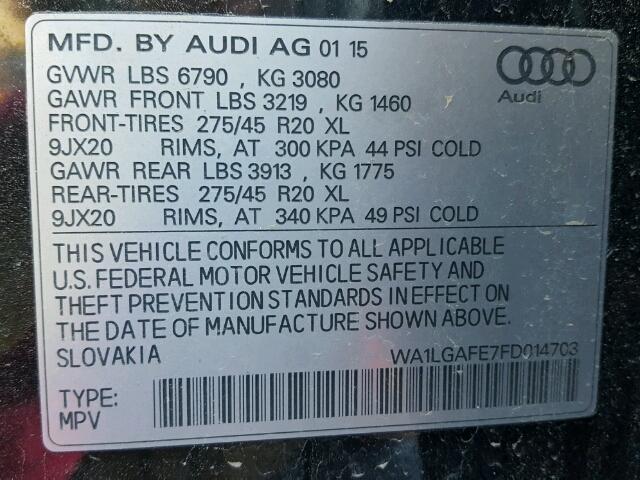 MFD. BY AUDI AG 01 15
GVWR LBS 6790 , KG 3080
GAWR FRONT LBS 3219 , KG 1460
FRONT-TIRES 275/45 R20 XL
9JX20 RIMS, AT 300 KPA 44 PSI COLD
GAWR REAR LBS 3913 , KG 1775
REAR-TIRES 275/45 R20 XL
9JX20 RIMS, AT 340 KPA 49 PSI COLD
Audi
THIS VEHICLE CONFORMS TO ALL APPLICABLE
U.S. FEDERAL MOTOR VEHICLE SAFETY AND
THEFT PREVENTION STANDARDS IN EFFECT ON
THE DATE OF MANUFACTURE SHOWN ABOVE.
SLOVAKIA WA1LGAFE7FD014703
TYPE:
MPV